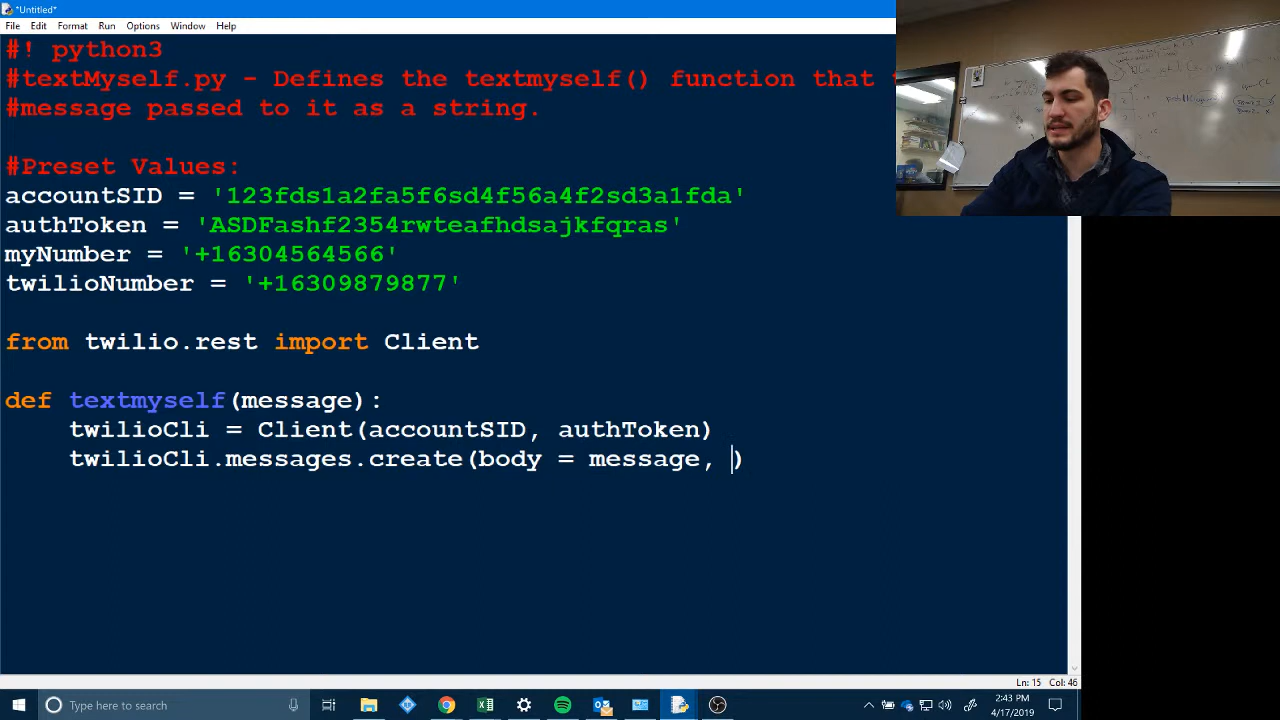 *Untitled*
File Edit Format Run Options Window Help
#! python3
#textMyself.py - Defines the textmyself() function that
#message passed to it as a string.
#Preset Values:
accountSID = '123fds1a2fa5f6sd4f56a4f2sd3a1fda'
authToken = 'ASDFashf2354rwteafhdsajkfqras'
myNumber = '+16304564566'
twilioNumber = '+16309879877'
from twilio.rest import Client
def textmyself(message):
twilioCli = Client(accountSID, authToken)
twilioCli.messages.create(body = message, )
Ln: 15 Col: 46
Type here to search
2:43 PM
4/17/2019